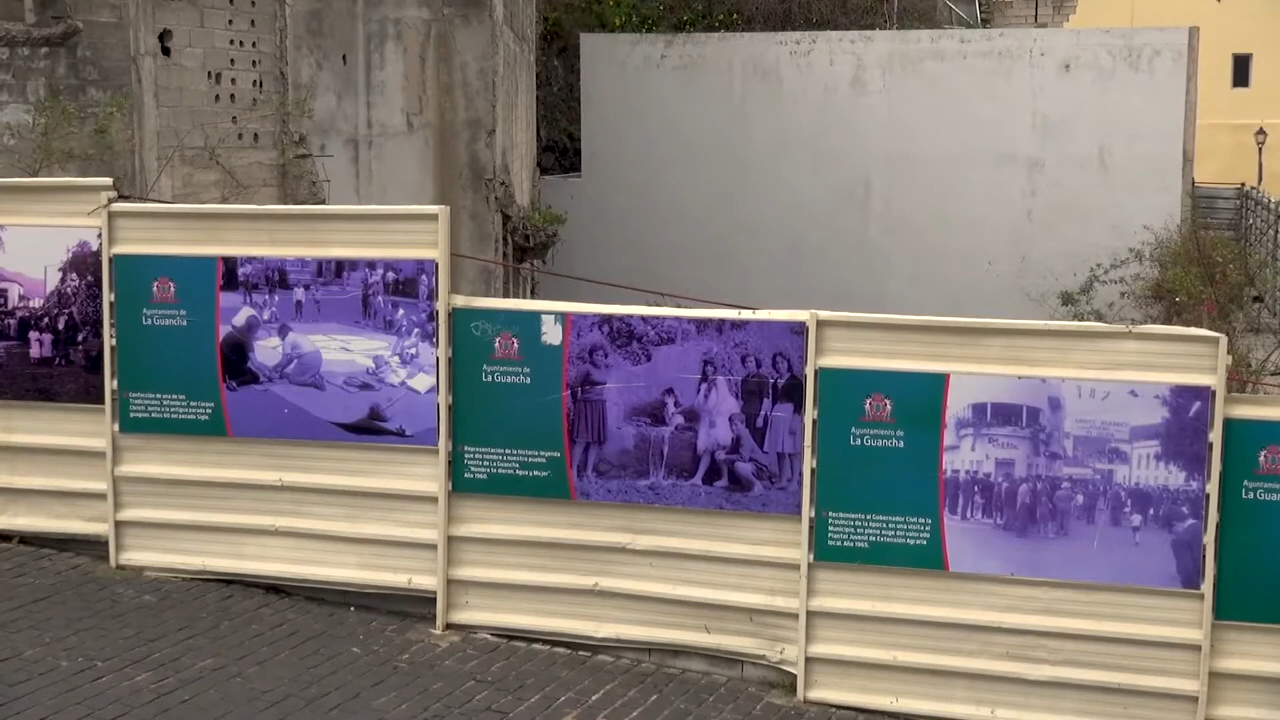 Ayuntamiento de
La Guancha
Confección de una de las
Tradicionales "Alfombras" del Corpus
Christi. Junto a la antigua parada de
guaguas. Años 60 del pasado Siglo.
Ayuntamiento de
La Guancha
Representación de la historia-leyenda
que dio nombre a nuestro pueblo
Fuente de La Guancha.
..."Nombre te dieron, Agua y Mujer".
Año 1960.
Ayuntamiento de
La Guancha
Recibimiento al Gobernador Civil de la
Provincia de la época, en una visita al
Municipio, en pleno auge del valorado
Plantel Juvenil de Extensión Agraria
local. Año 1965.
Ayuntamie
La Gua